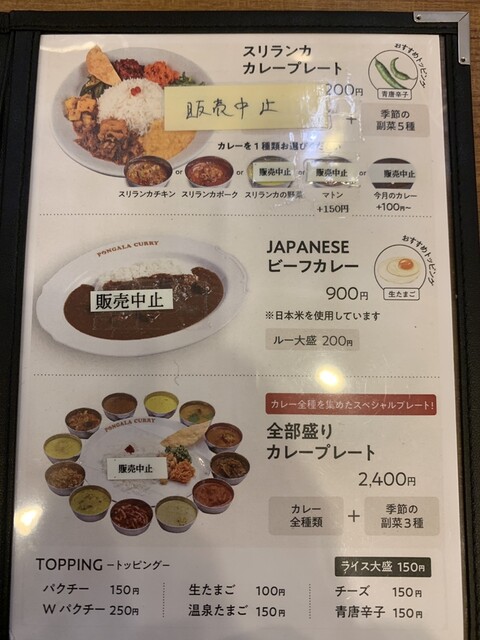 スリランカ
カレープレート
おすすめトッピング
青唐辛子
200円
販売中止
+
季節の
副菜5種
カレーを1種類お選び
or
or
or
or
販売中止
販売中止
販売中止
スリランカチキン
スリランカポーク
スリランカの野菜
マトン
+150円
今月のカレー
+100円~
PONGALA CURRY
販売中止
JAPANESE
ビーフカレー
おすすめトッピング
生たまご
900円
※日本米を使用しています
ルー大盛 200円
PONGALA CURRY
販売中止
カレー全種を集めたスペシャルプレート!
全部盛り
カレープレート
2,400円
カレー
全種類
+
季節の
副菜3種
TOPPING -トッピング-
ライス大盛 150円
パクチー 150円
生たまご 100円
チーズ 150円
W パクチー 250円
温泉たまご 150円
青唐辛子 150円